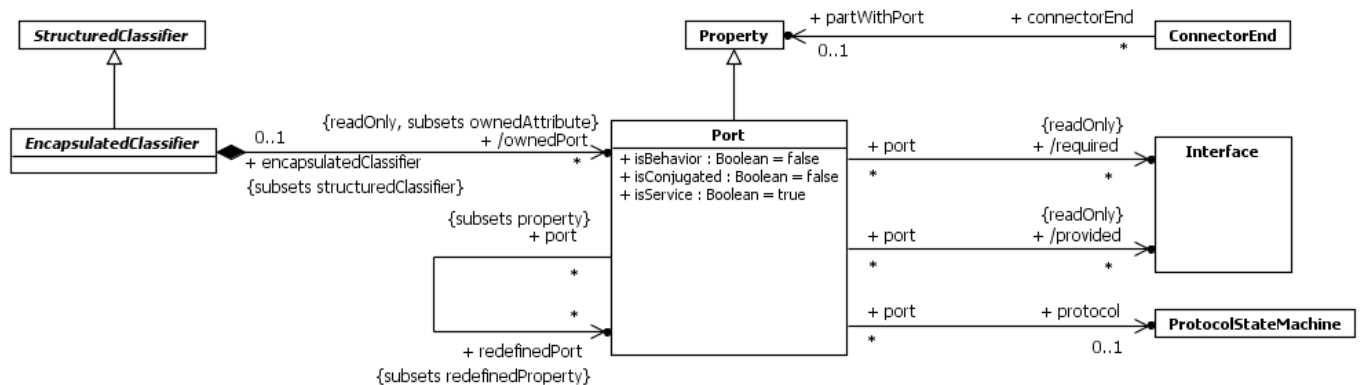 StructuredClassifier
Property
+ partWithPort
+ connectorEnd
0..1
*
ConnectorEnd
EncapsulatedClassifier
0..1
{readOnly, subsets ownedAttribute}
+ /ownedPort
*
+ encapsulatedClassifier
{subsets structuredClassifier}
Port
+ isBehavior : Boolean = false
+ isConjugated : Boolean = false
+ isService : Boolean = true
{readOnly}
+ port
+ /required
*
*
Interface
{readOnly}
+ port
+ /provided
*
*
{subsets property}
+ port
*
*
+ redefinedPort
{subsets redefinedProperty}
+ port
+ protocol
*
0..1
ProtocolStateMachine